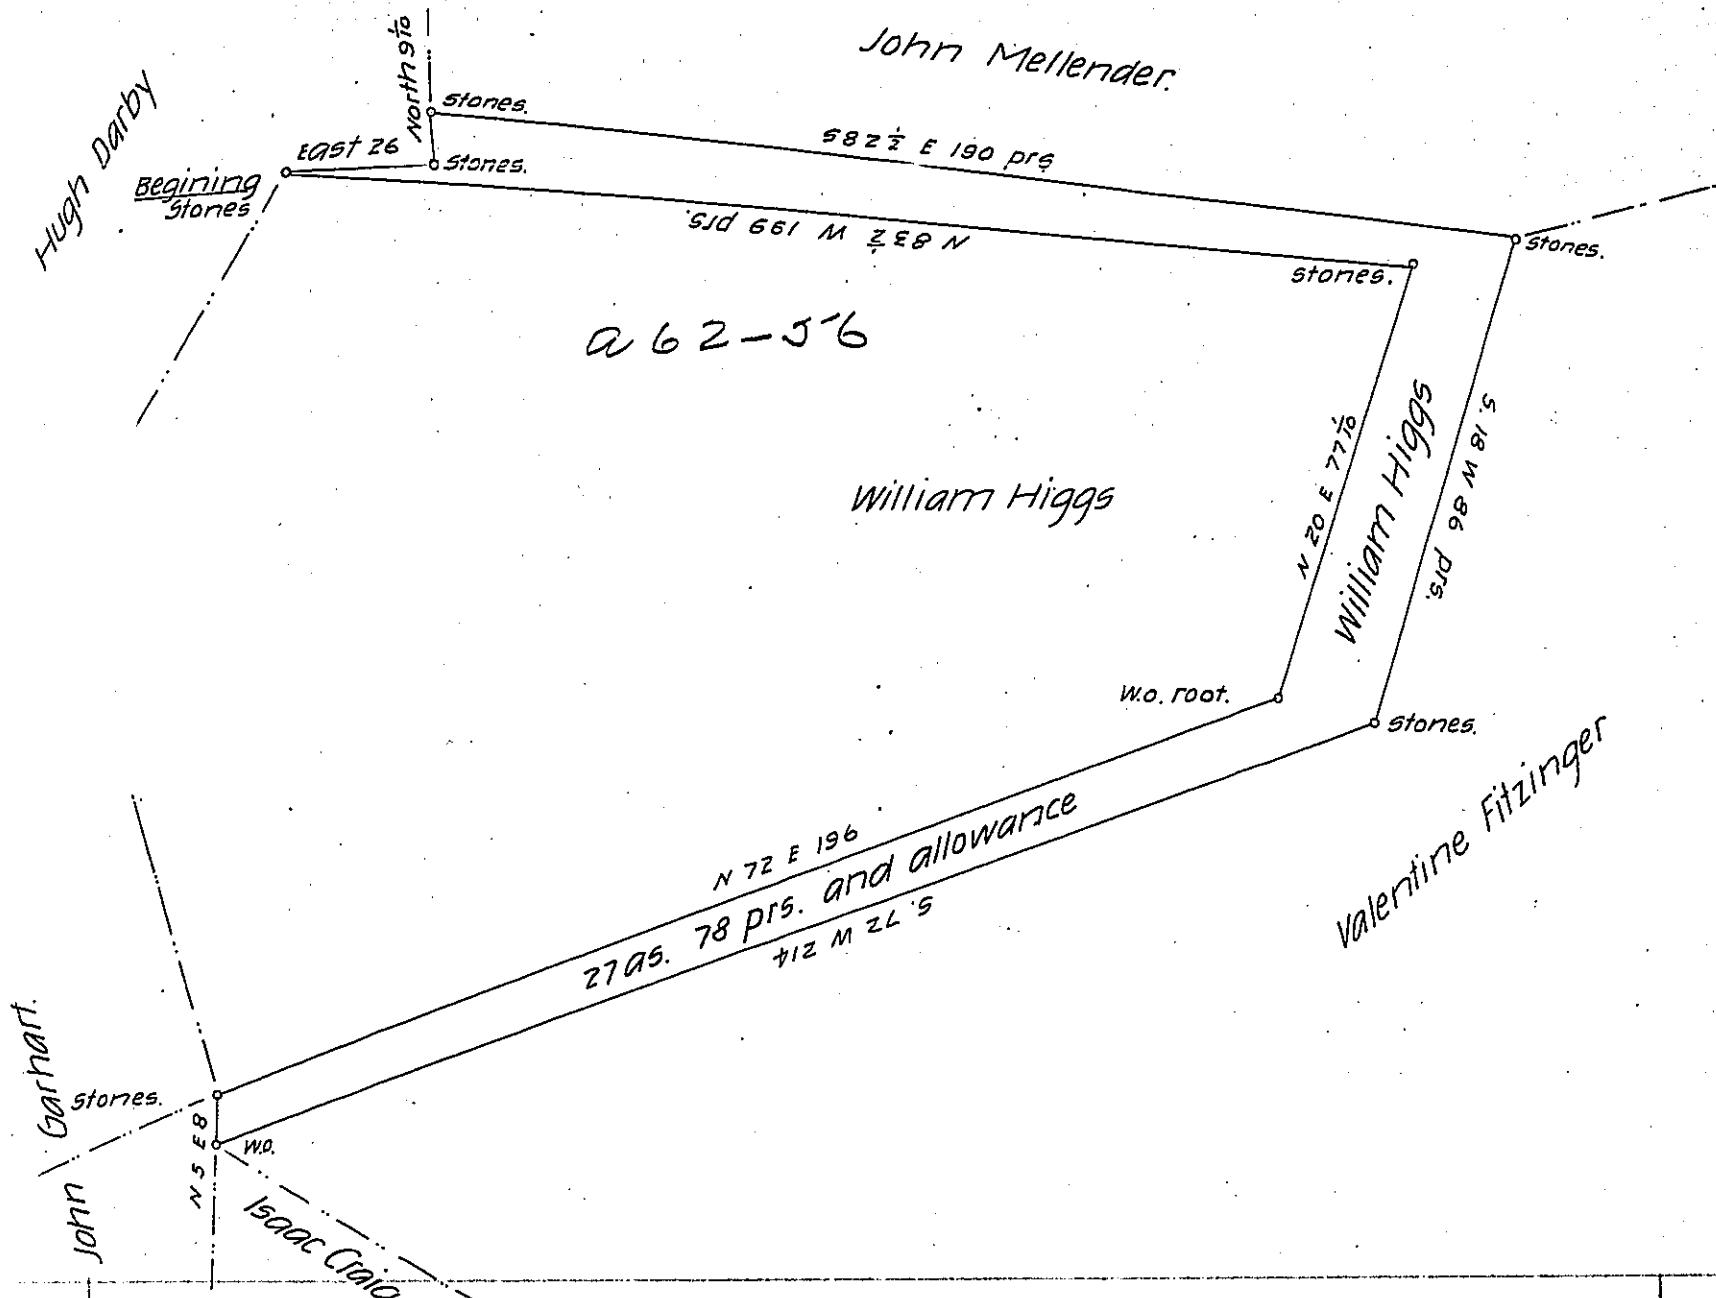 John Mellender.
North 9 1/10
stones.
Hugh Darby
East 26
stones.
Begining
Stones
S 82 1/2 E 190 prs
N 83 1/2 W 199 prs.
stones.
stones.
a 62-56
William Higgs
N 20 E 77 1/10
William Higgs
S. 18 W 86 prs.
W.O. root.
stones.
Valentine Fitzinger
N 72 E 196
27 as. 78 prs. and allowance
S. 72 W 214
John Garhart.
stones.
N 5 E 8
W.O.
Isaac Craig